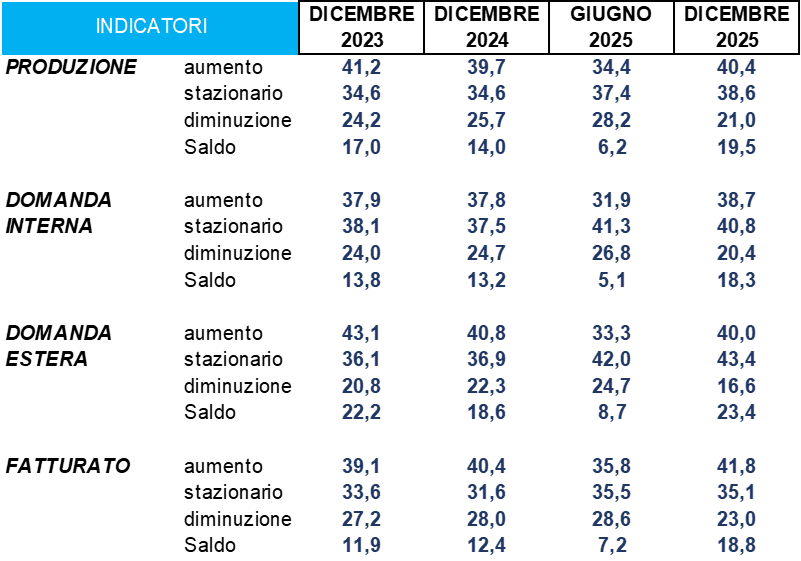 INDICATORI DICEMBRE 2023 DICEMBRE 2024 GIUGNO 2025 DICEMBRE 2025
PRODUZIONE aumento 41,2 39,7 34,4 40,4
stazionario 34,6 34,6 37,4 38,6
diminuzione 24,2 25,7 28,2 21,0
Saldo 17,0 14,0 6,2 19,5
DOMANDA aumento 37,9 37,8 31,9 38,7
INTERNA stazionario 38,1 37,5 41,3 40,8
diminuzione 24,0 24,7 26,8 20,4
Saldo 13,8 13,2 5,1 18,3
DOMANDA aumento 43,1 40,8 33,3 40,0
ESTERA stazionario 36,1 36,9 42,0 43,4
diminuzione 20,8 22,3 24,7 16,6
Saldo 22,2 18,6 8,7 23,4
FATTURATO aumento 39,1 40,4 35,8 41,8
stazionario 33,6 31,6 35,5 35,1
diminuzione 27,2 28,0 28,6 23,0
Saldo 11,9 12,4 7,2 18,8